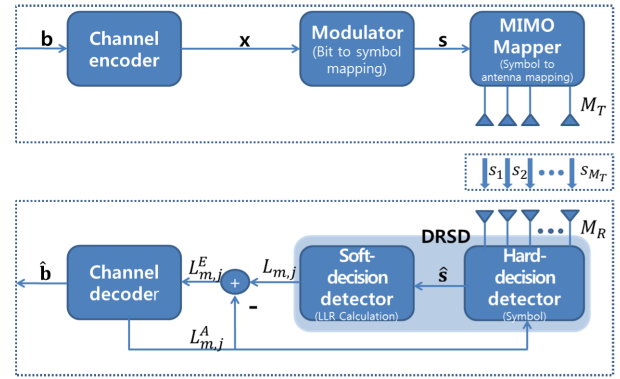 b
Channel
encoder
x
Modulator
(Bit to symbol
mapping)
s
MIMO
Mapper
(Symbol to
antenna mapping)
M_T
s_1 s_2 ••• s_{M_T}
M_R
DRSD
b̂
Channel
decoder
L^E_{m,j}
+
-
L_{m,j}
Soft-
decision
detector
(LLR Calculation)
ŝ
Hard-
decision
detector
(Symbol)
L^A_{m,j}